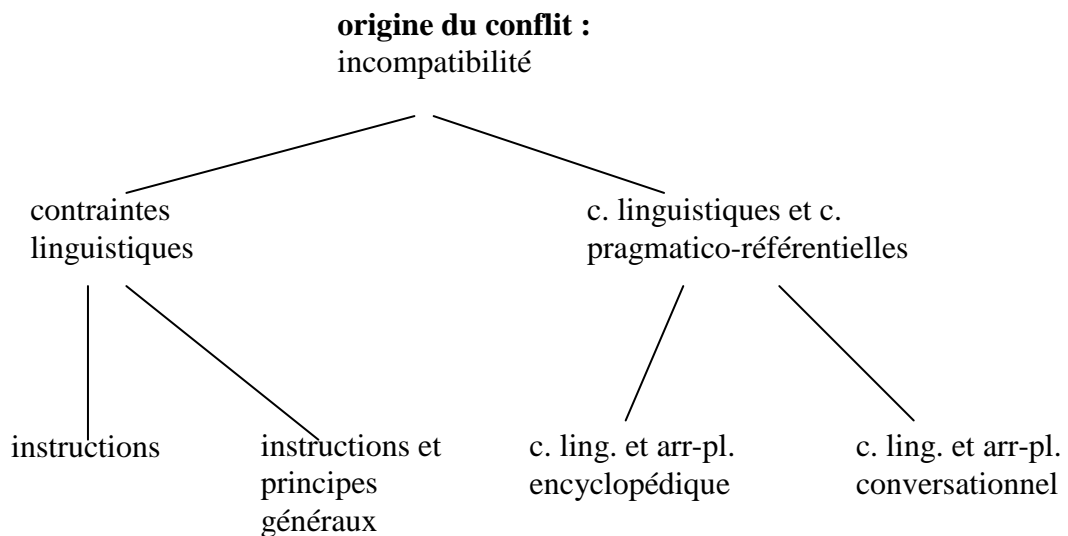 origine du conflit :
incompatibilité
contraintes
linguistiques
c. linguistiques et c.
pragmatico-référentielles
instructions
instructions et
principes
généraux
c. ling. et arr-pl.
encyclopédique
c. ling. et arr-pl.
conversationnel